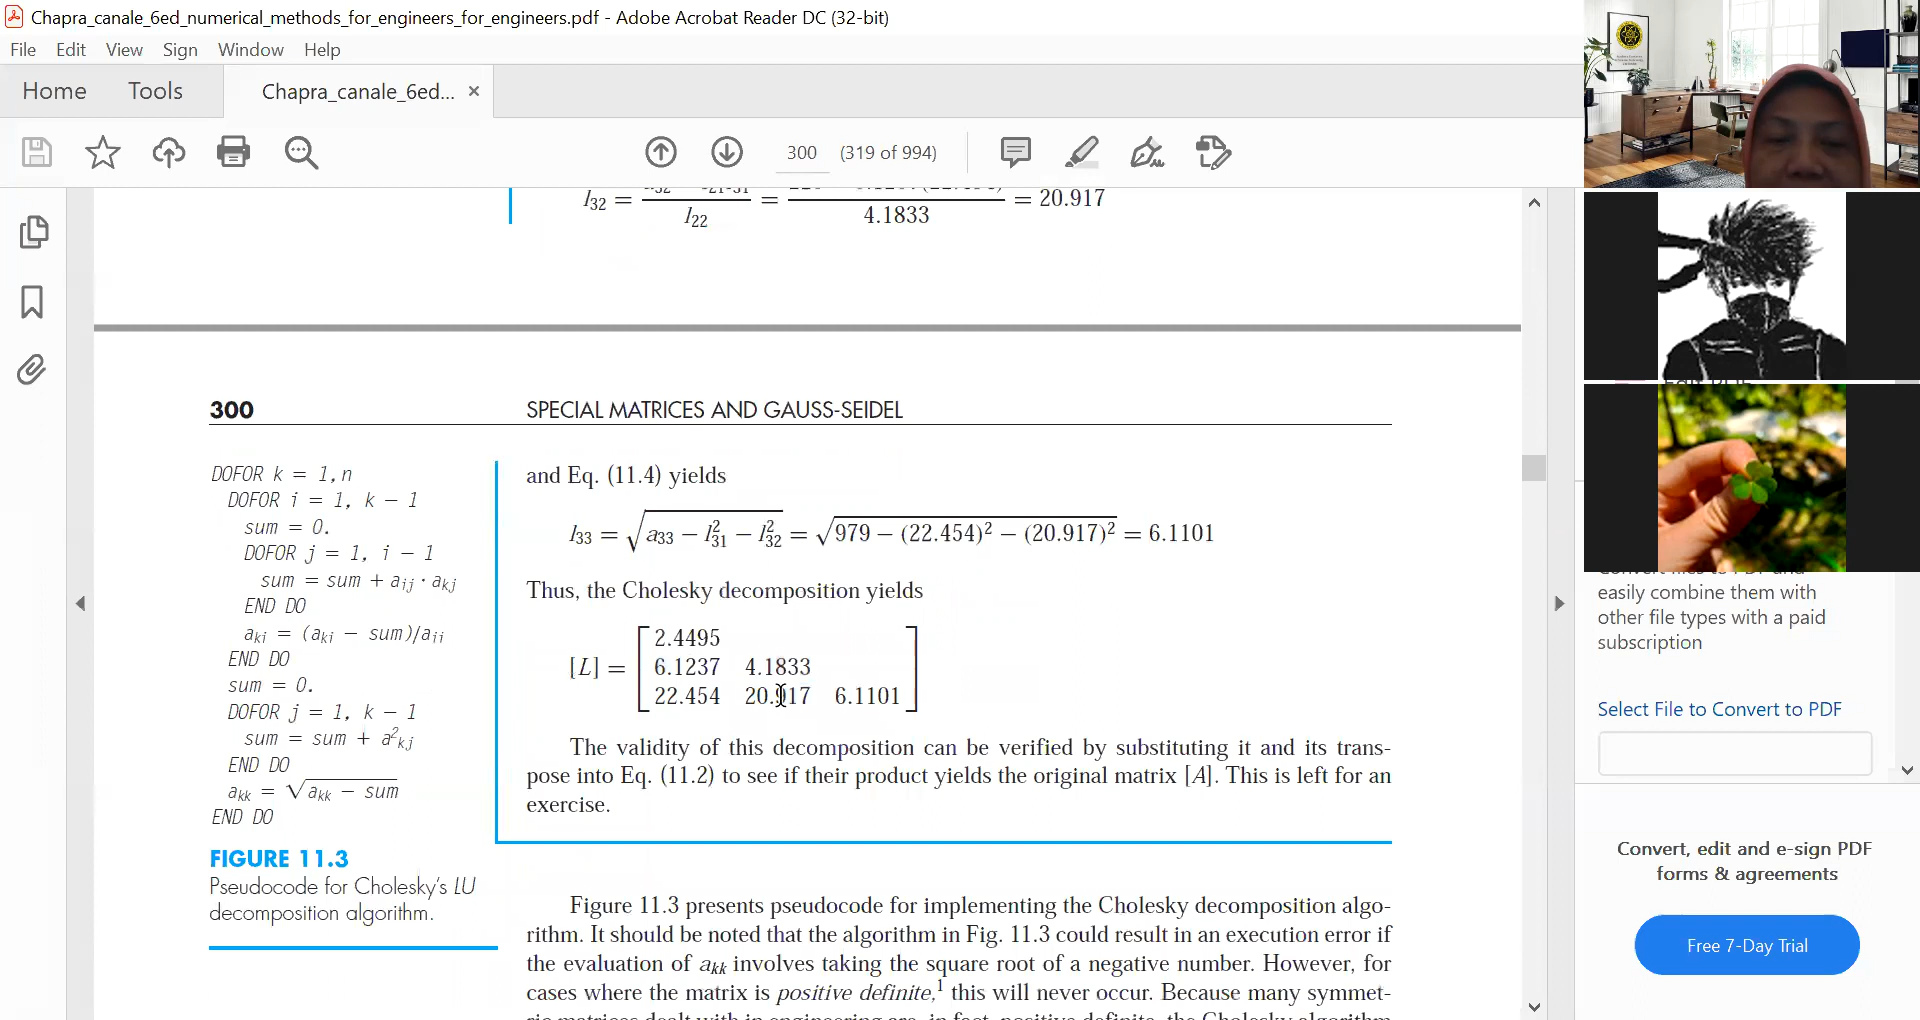 Chapra_canale_6ed_numerical_methods_for_engineers_for_engineers.pdf - Adobe Acrobat Reader DC (32-bit)
File Edit View Sign Window Help
Home Tools Chapra_canale_6ed... ×
300 (319 of 994)
l32 = / l22 = / 4.1833 = 20.917
300 SPECIAL MATRICES AND GAUSS-SEIDEL
DOFOR k = 1,n
DOFOR i = 1, k − 1
sum = 0.
DOFOR j = 1, i − 1
sum = sum + aij · akj
END DO
aki = (aki − sum)/aii
END DO
sum = 0.
DOFOR j = 1, k − 1
sum = sum + a²kj
END DO
akk = √akk − sum
END DO
FIGURE 11.3
Pseudocode for Cholesky's LU
decomposition algorithm.
and Eq. (11.4) yields
l33 = √a33 − l²31 − l²32 = √979 − (22.454)² − (20.917)² = 6.1101
Thus, the Cholesky decomposition yields
2.4495
[L] = 6.1237 4.1833
22.454 20.917 6.1101
The validity of this decomposition can be verified by substituting it and its trans-
pose into Eq. (11.2) to see if their product yields the original matrix [A]. This is left for an
exercise.
Figure 11.3 presents pseudocode for implementing the Cholesky decomposition algo-
rithm. It should be noted that the algorithm in Fig. 11.3 could result in an execution error if
the evaluation of akk involves taking the square root of a negative number. However, for
cases where the matrix is positive definite,¹ this will never occur. Because many symmet-
easily combine them with
other file types with a paid
subscription
Select File to Convert to PDF
Convert, edit and e-sign PDF
forms & agreements
Free 7-Day Trial